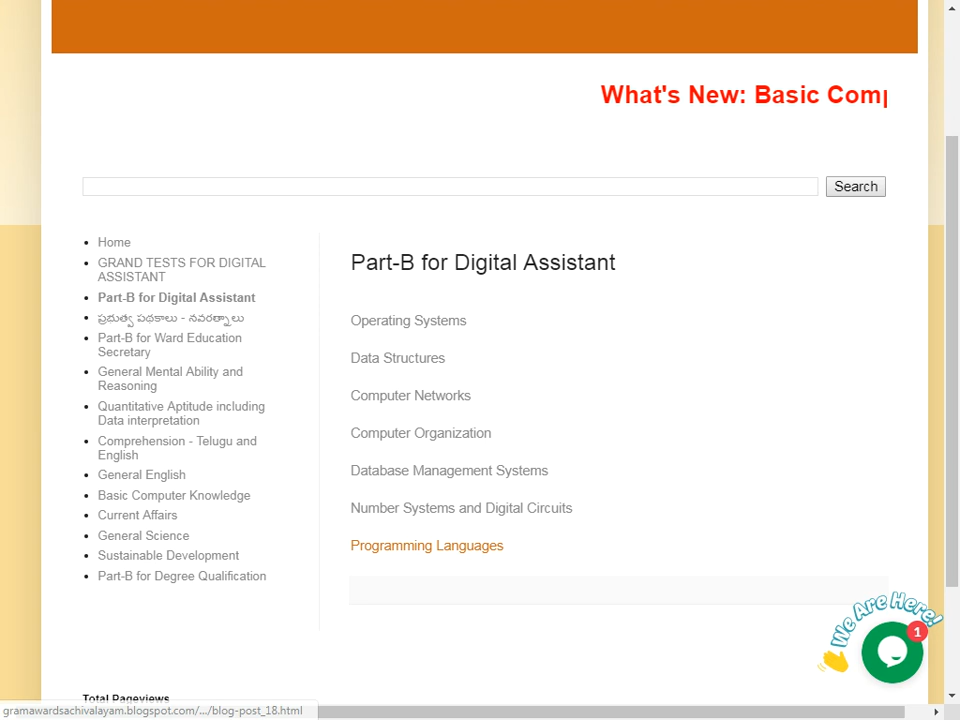 What's New: Basic Comp
Search
Home
GRAND TESTS FOR DIGITAL
ASSISTANT
Part-B for Digital Assistant
ప్రభుత్వ పథకాలు - నవరత్నాలు
Part-B for Ward Education
Secretary
General Mental Ability and
Reasoning
Quantitative Aptitude including
Data interpretation
Comprehension - Telugu and
English
General English
Basic Computer Knowledge
Current Affairs
General Science
Sustainable Development
Part-B for Degree Qualification
Part-B for Digital Assistant
Operating Systems
Data Structures
Computer Networks
Computer Organization
Database Management Systems
Number Systems and Digital Circuits
Programming Languages
We Are Here!
1
Total Pageviews
gramawardsachivalayam.blogspot.com/.../blog-post_18.html